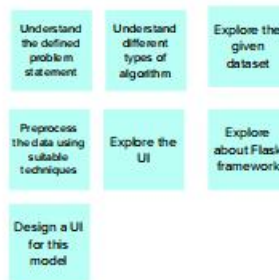 Understand
the defined
problem
statement
Understand
different
types of
algorithm
Explore the
given
dataset
Preprocess
the data using
suitable
techniques
Explore the
UI
Explore
about Flask
framework
Design a UI
for this
model